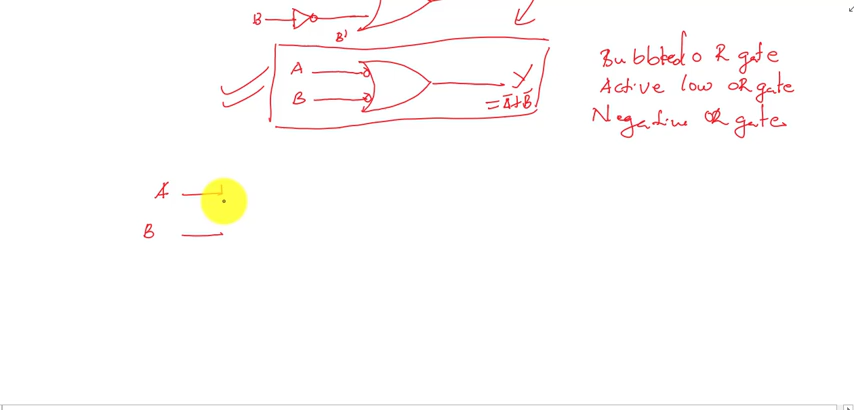 B
B'
A
B
Y
= A̅ + B̅
Bubbled OR gate
Active low OR gate
Negative OR gate
A
B